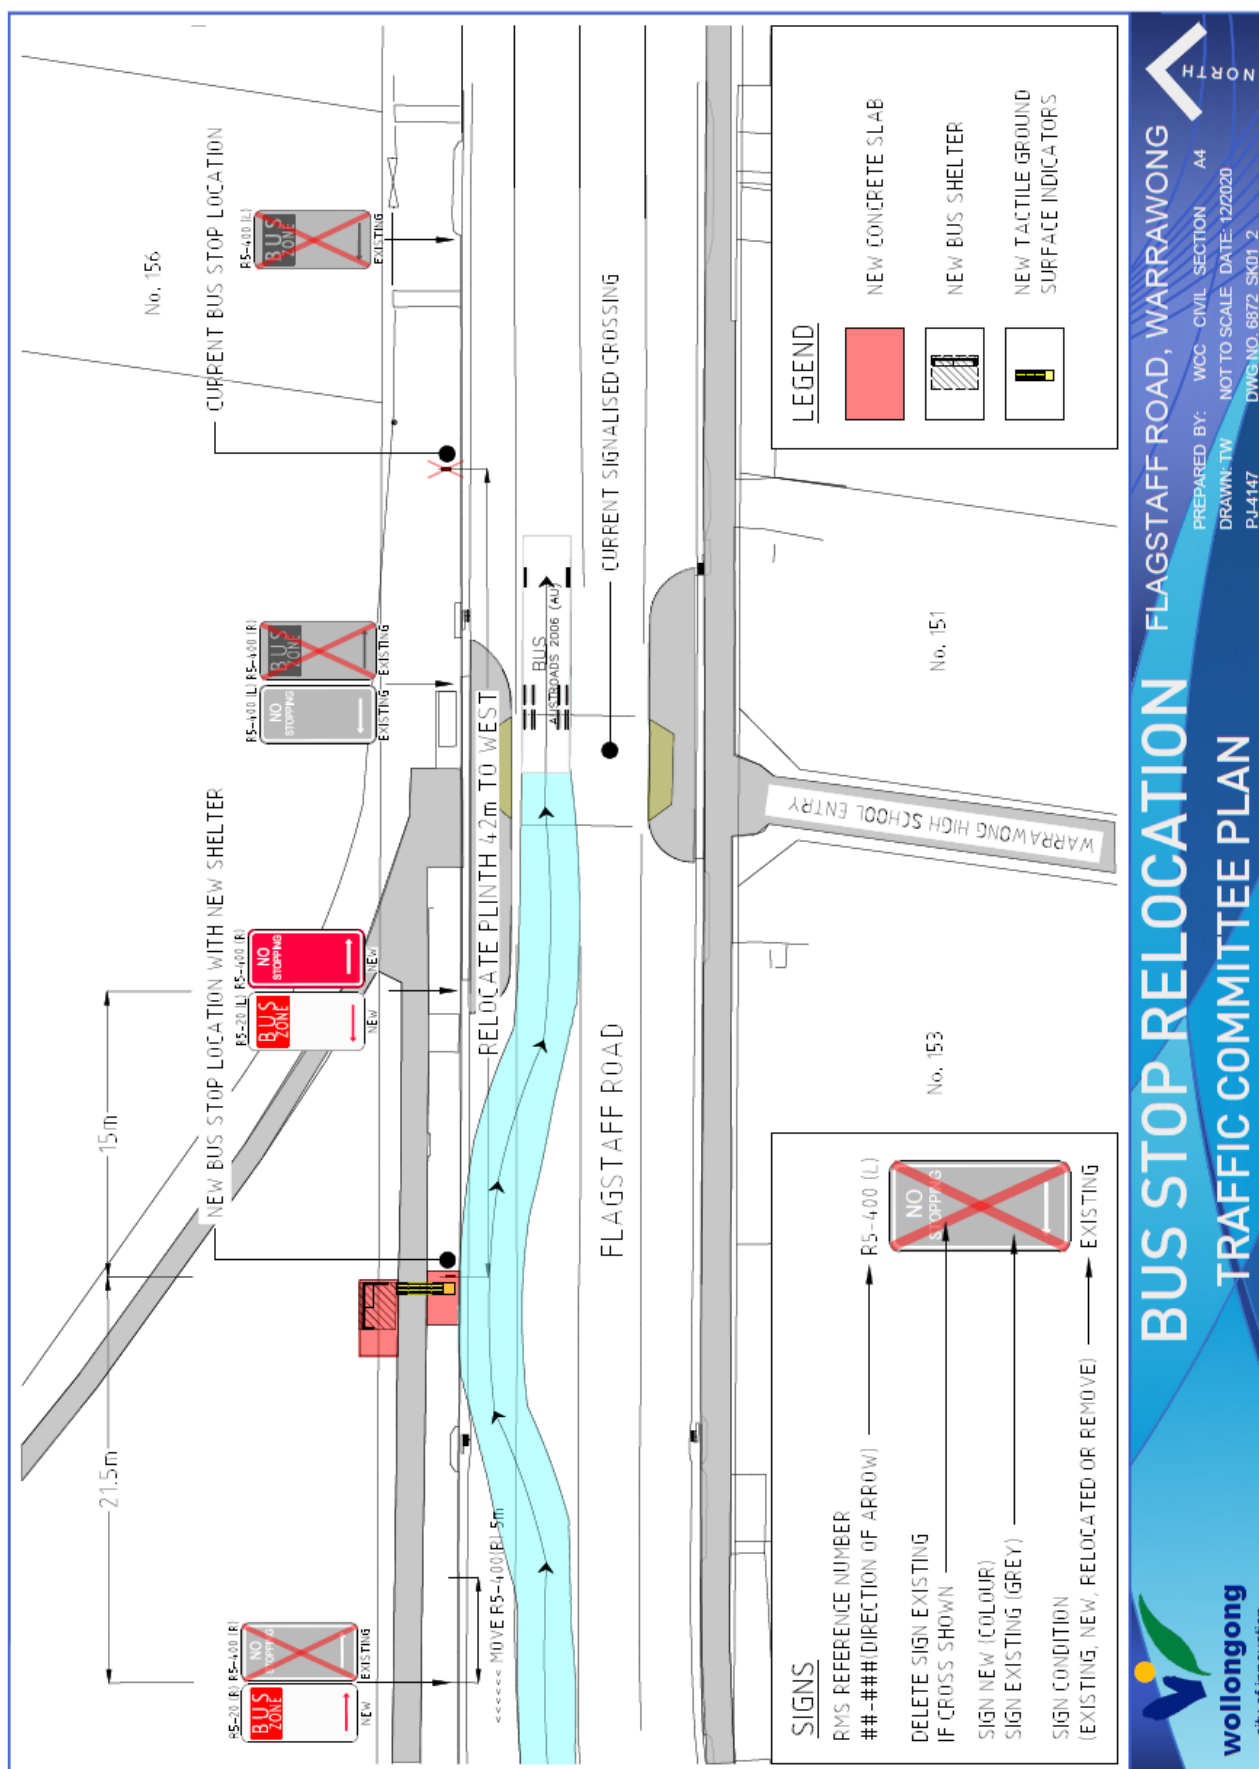 No. 156
CURRENT BUS STOP LOCATION
R5-400 (L)
BUS
ZONE
EXISTING
R5-400 (L) R5-400 (R)
NO
STOPPING
EXISTING
BUS
ZONE
EXISTING
NEW BUS STOP LOCATION WITH NEW SHELTER
R5-20 (L) R5-400 (R)
BUS
ZONE
NEW
NO
STOPPING
NEW
15m
21.5m
R5-20 (R) R5-400 (R)
BUS
ZONE
NEW
NO
STOPPING
EXISTING
<<<<<< MOVE R5-400(R) 5m
RELOCATE PLINTH 42m TO WEST
BUS
AUSTROADS 2006 (AU)
CURRENT SIGNALISED CROSSING
FLAGSTAFF ROAD
WARRAWONG HIGH SCHOOL ENTRY
No. 151
No. 153
SIGNS
RMS REFERENCE NUMBER
##-###(DIRECTION OF ARROW)
R5-400 (L)
DELETE SIGN EXISTING
IF CROSS SHOWN
SIGN NEW (COLOUR)
SIGN EXISTING (GREY)
SIGN CONDITION
(EXISTING, NEW, RELOCATED OR REMOVE)
NO
STOPPING
EXISTING
LEGEND
NEW CONCRETE SLAB
NEW BUS SHELTER
NEW TACTILE GROUND
SURFACE INDICATORS
wollongong
BUS STOP RELOCATION
TRAFFIC COMMITTEE PLAN
FLAGSTAFF ROAD, WARRAWONG
PREPARED BY: WCC CIVIL SECTION A4
DRAWN: TW NOT TO SCALE DATE: 12/2020
PJ-4147 DWG NO. 6872_SK01_2
NORTH